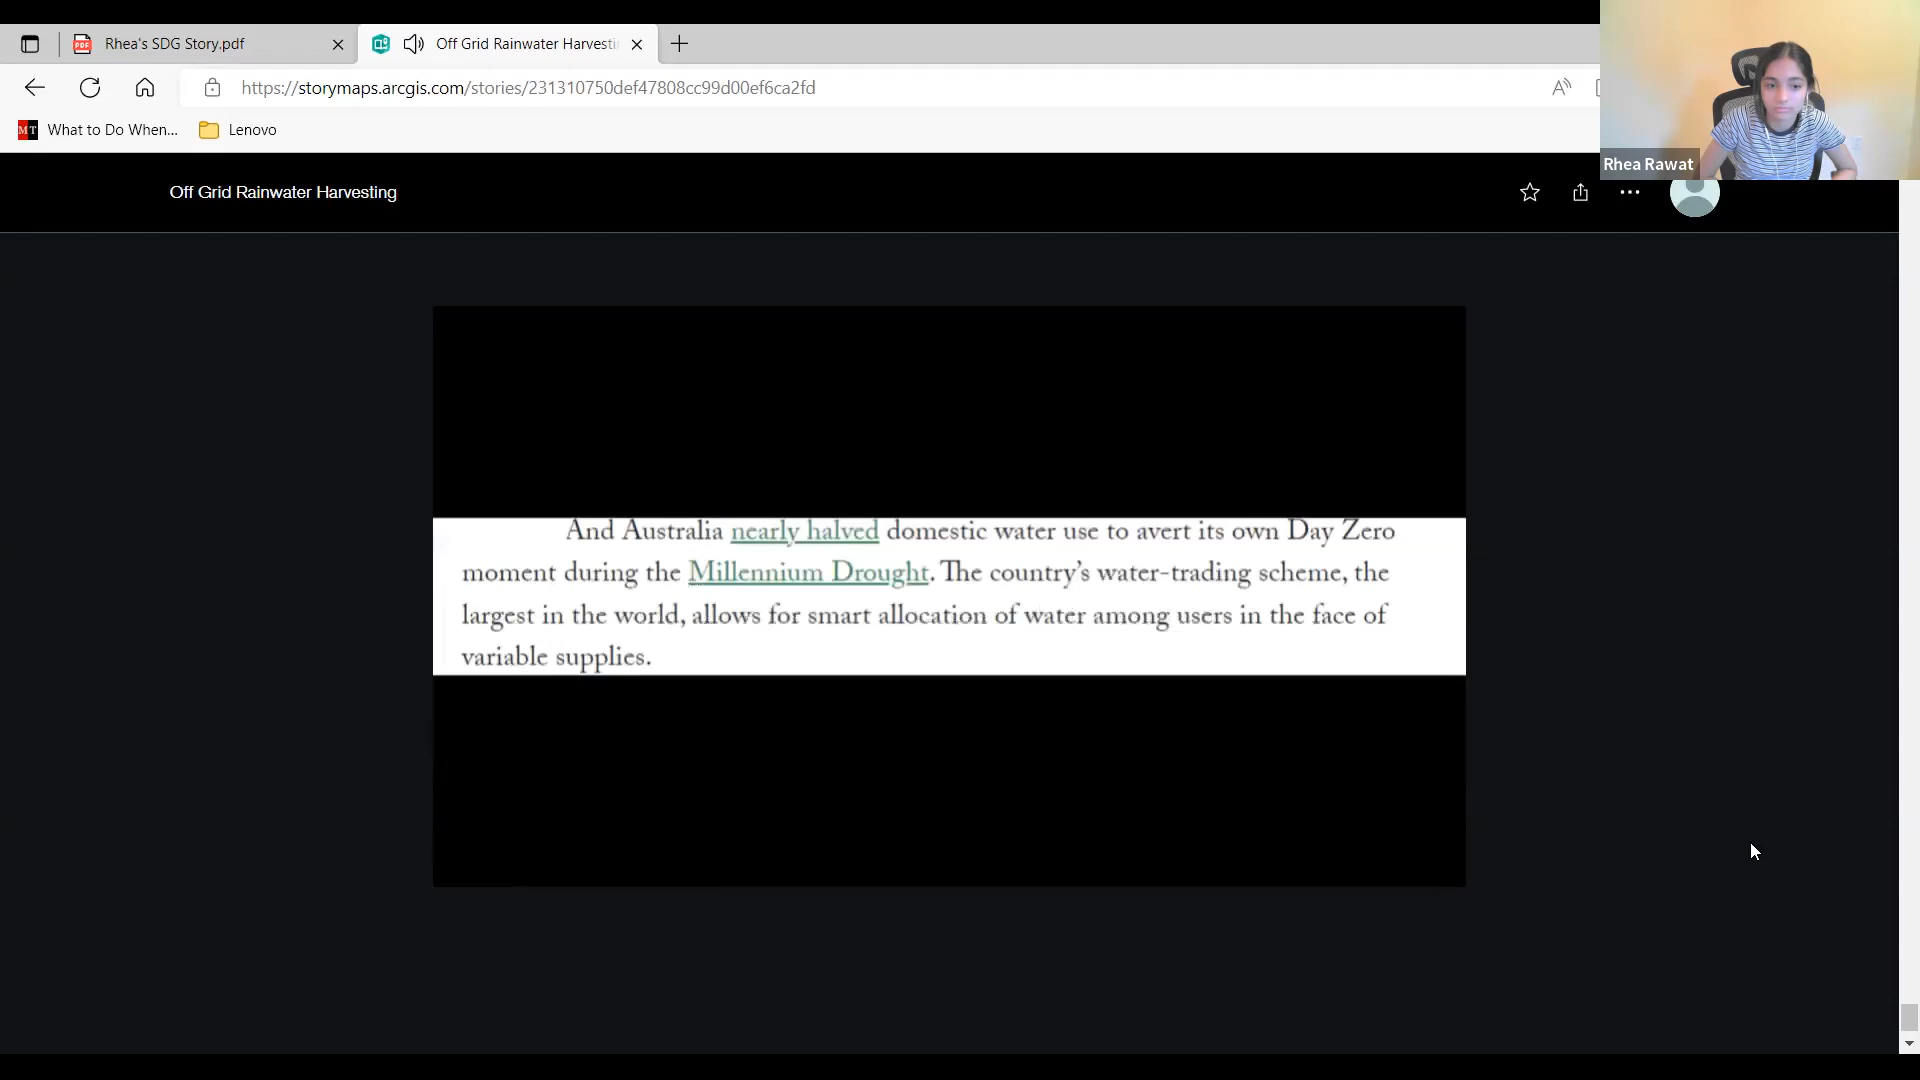 Rhea's SDG Story.pdf
Off Grid Rainwater Harvesti
https://storymaps.arcgis.com/stories/231310750def47808cc99d00ef6ca2fd
A
MT What to Do When...
Lenovo
Rhea Rawat
Off Grid Rainwater Harvesting
And Australia nearly halved domestic water use to avert its own Day Zero
moment during the Millennium Drought. The country's water-trading scheme, the
largest in the world, allows for smart allocation of water among users in the face of
variable supplies.